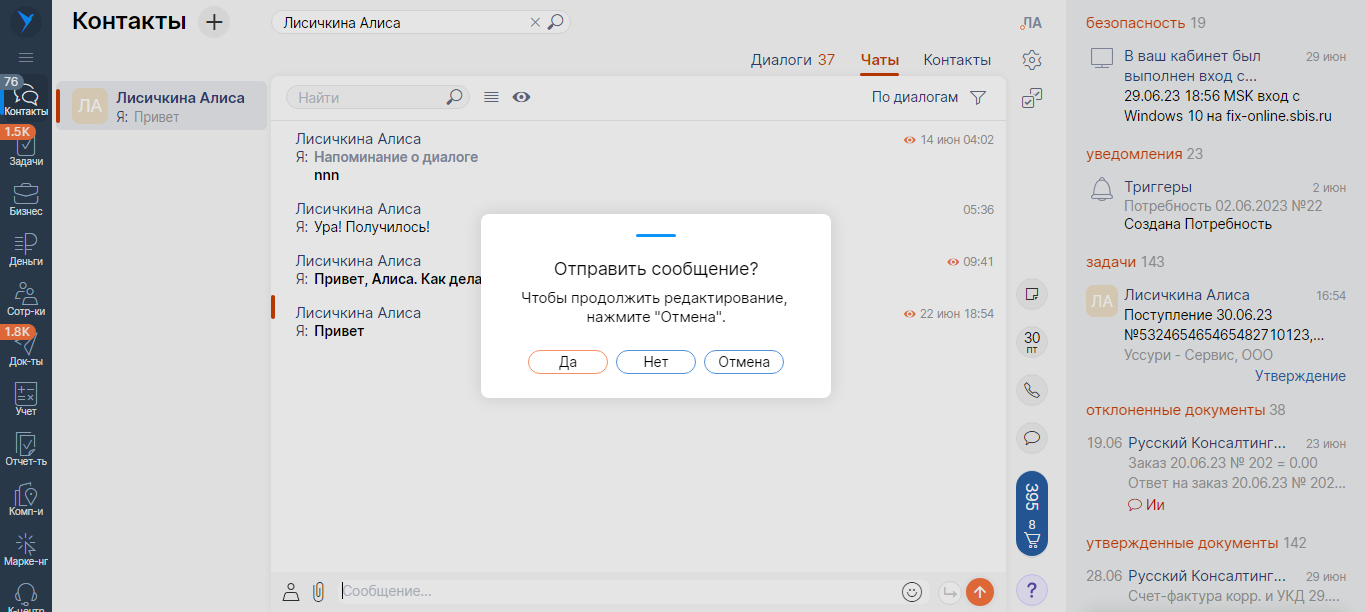 76
Контакты
1.5K
Задачи
Бизнес
Деньги
Сотр-ки
1.8K
Док-ты
Учет
Отчет-ть
Комп-и
Марке-нг
К-центр
Контакты
Лисичкина Алиса
Диалоги 37 Чаты Контакты
ЛА
Лисичкина Алиса
Я: Привет
Найти
По диалогам
Лисичкина Алиса 14 июн 04:02
Я: Напоминание о диалоге
nnn
Лисичкина Алиса 05:36
Я: Ура! Получилось!
Лисичкина Алиса 09:41
Я: Привет, Алиса. Как дела
Лисичкина Алиса 22 июн 18:54
Я: Привет
Отправить сообщение?
Чтобы продолжить редактирование,
нажмите "Отмена".
Да Нет Отмена
Сообщение...
ЛА
30
пт
395
8
?
безопасность 19
В ваш кабинет был 29 июн
выполнен вход с...
29.06.23 18:56 MSK вход с
Windows 10 на fix-online.sbis.ru
уведомления 23
Триггеры 2 июн
Потребность 02.06.2023 №22
Создана Потребность
задачи 143
ЛА
Лисичкина Алиса 16:54
Поступление 30.06.23
№532465465465482710123,...
Уссури - Сервис, ООО
Утверждение
отклоненные документы 38
19.06 Русский Консалтинг... 23 июн
Заказ 20.06.23 № 202 = 0.00
Ответ на заказ 20.06.23 № 202...
Ии
утвержденные документы 142
28.06 Русский Консалтинг... 29 июн
Счет-фактура корр. и УКД 29....